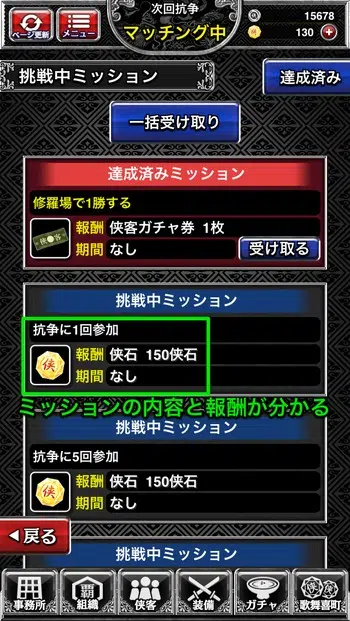 次回抗争
マッチング中
15678
130
ページ更新
メニュー
挑戦中ミッション
達成済み
一括受け取り
達成済みミッション
修羅場で1勝する
侠客
報酬 侠客ガチャ券 1枚
期間 なし
受け取る
挑戦中ミッション
抗争に1回参加
侠
報酬 侠石 150侠石
期間 なし
ミッションの内容と報酬が分かる
挑戦中ミッション
抗争に5回参加
侠
報酬 侠石 150侠石
期間 なし
戻る
挑戦中ミッション
覇
事務所
組織
侠客
装備
ガチャ
歌舞喜町